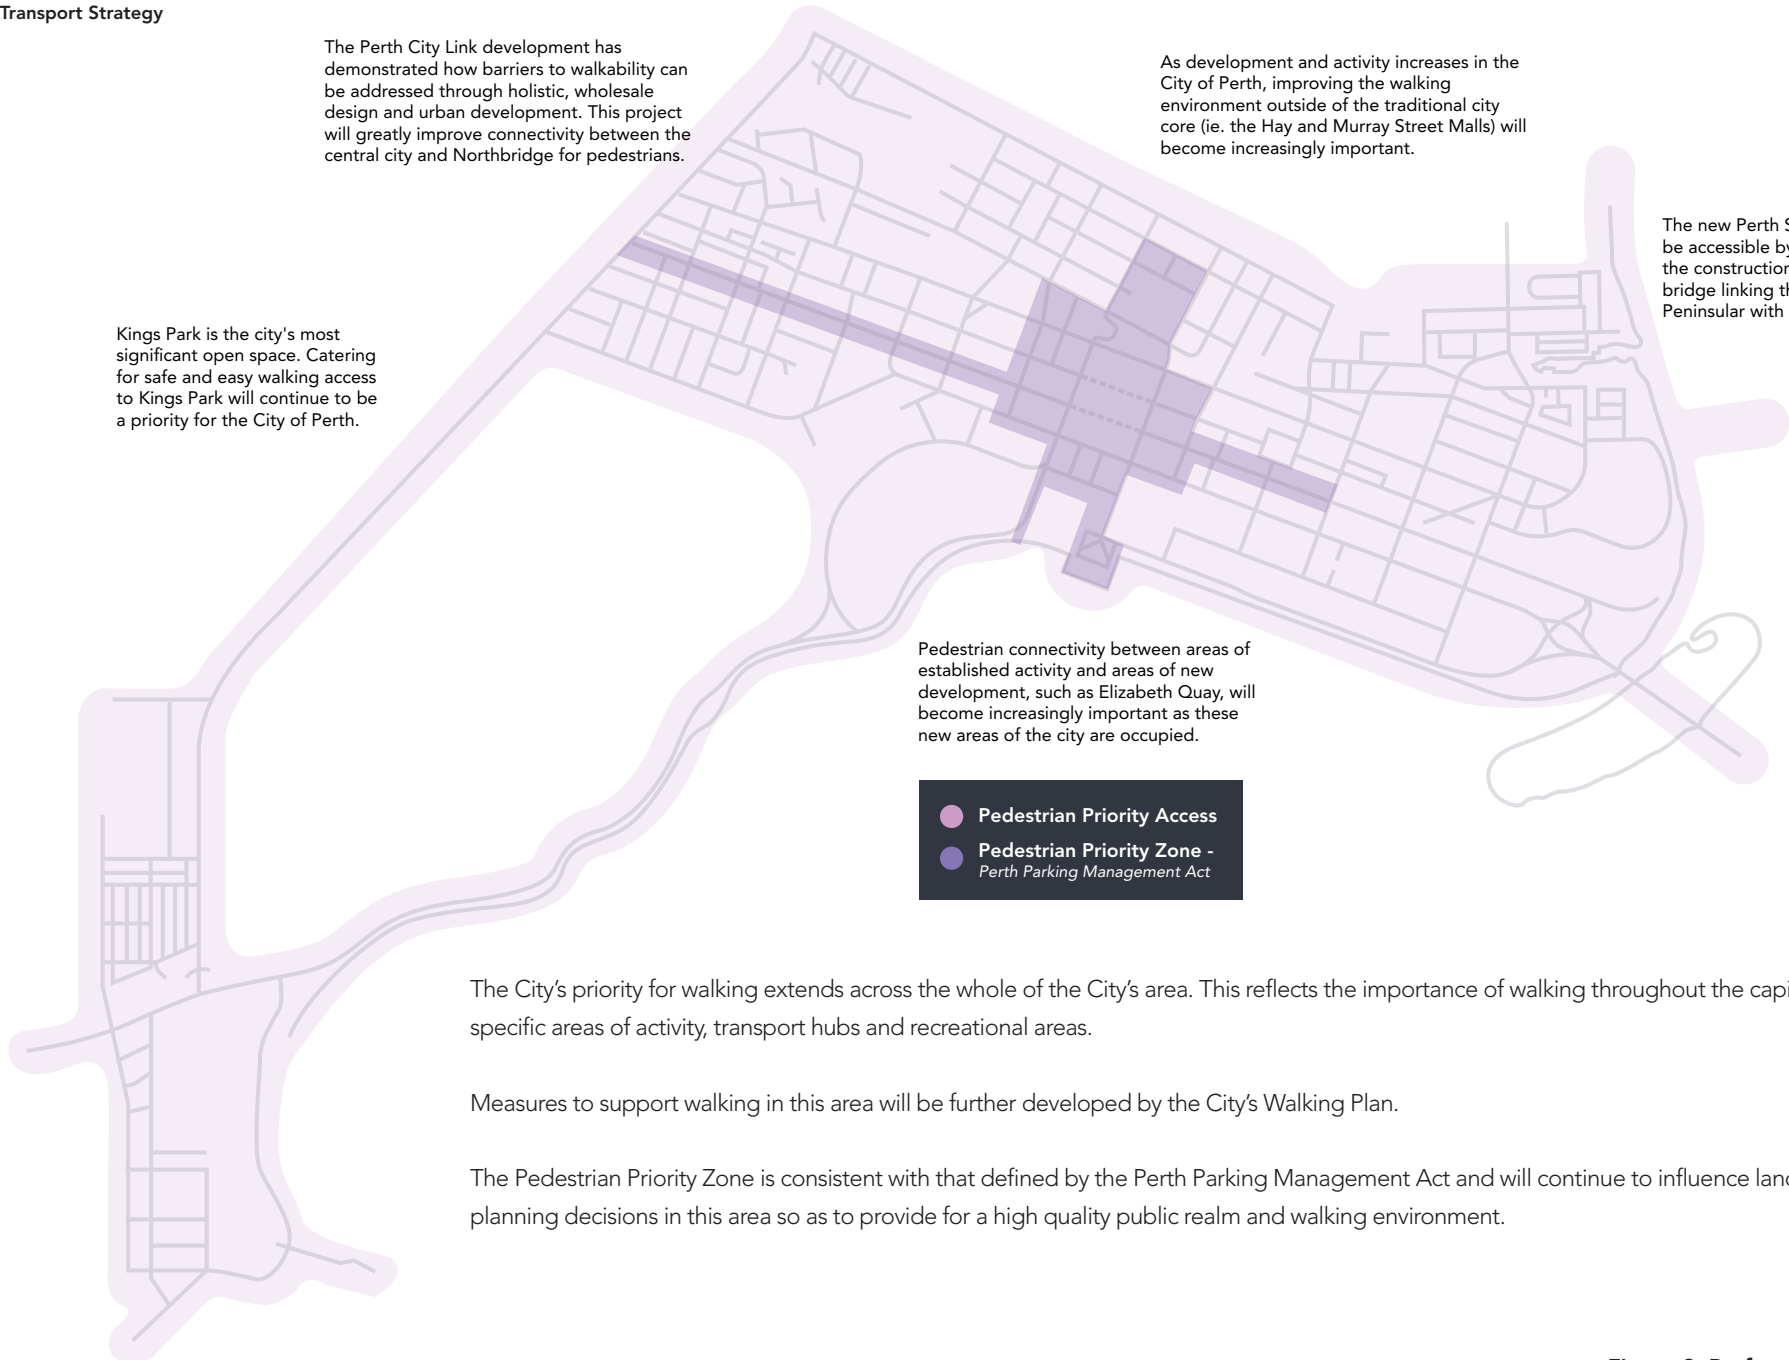 Transport Strategy
The Perth City Link development has
demonstrated how barriers to walkability can
be addressed through holistic, wholesale
design and urban development. This project
will greatly improve connectivity between the
central city and Northbridge for pedestrians.
As development and activity increases in the
City of Perth, improving the walking
environment outside of the traditional city
core (ie. the Hay and Murray Street Malls) will
become increasingly important.
The new Perth
be accessible by
the construction
bridge linking
Peninsular with
Kings Park is the city's most
significant open space. Catering
for safe and easy walking access
to Kings Park will continue to be
a priority for the City of Perth.
Pedestrian connectivity between areas of
established activity and areas of new
development, such as Elizabeth Quay, will
become increasingly important as these
new areas of the city are occupied.
Pedestrian Priority Access
Pedestrian Priority Zone -
Perth Parking Management Act
The City’s priority for walking extends across the whole of the City’s area. This reflects the importance of walking throughout the
specific areas of activity, transport hubs and recreational areas.
Measures to support walking in this area will be further developed by the City’s Walking Plan.
The Pedestrian Priority Zone is consistent with that defined by the Perth Parking Management Act and will continue to influence
planning decisions in this area so as to provide for a high quality public realm and walking environment.